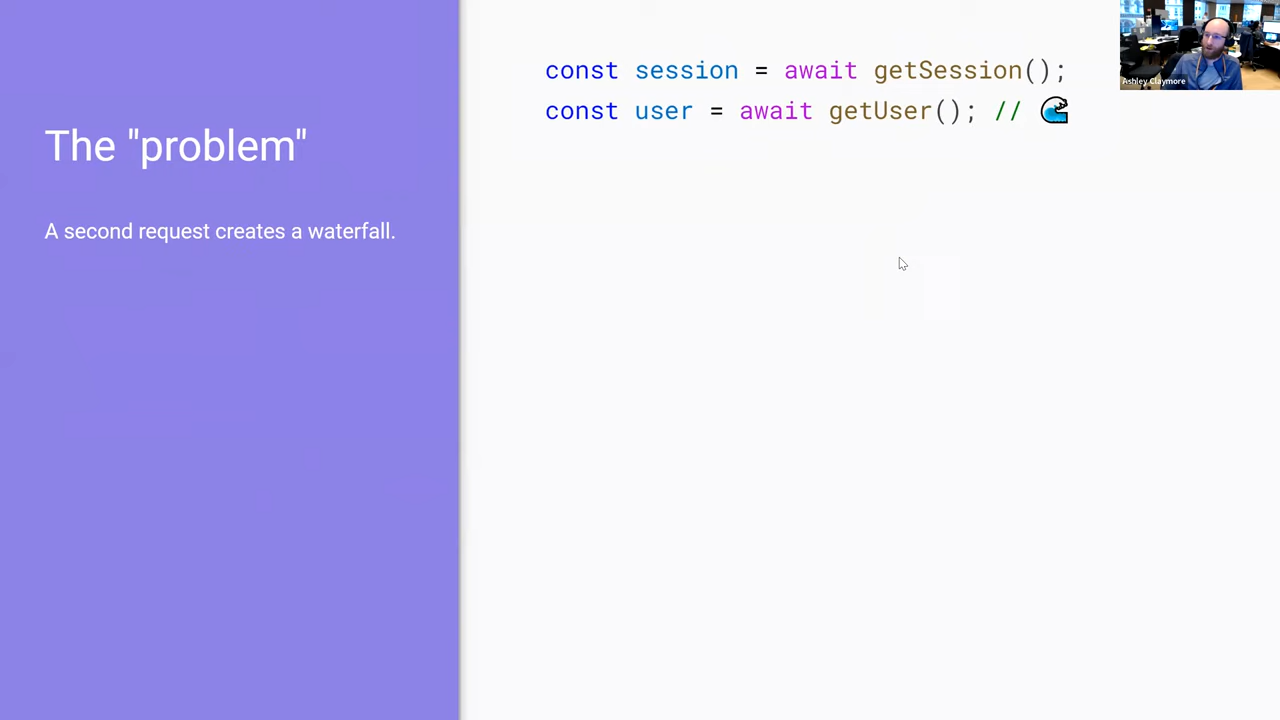 The "problem"
A second request creates a waterfall.
const session = await getSession();
const user = await getUser(); // 🌊
Ashley Claymore